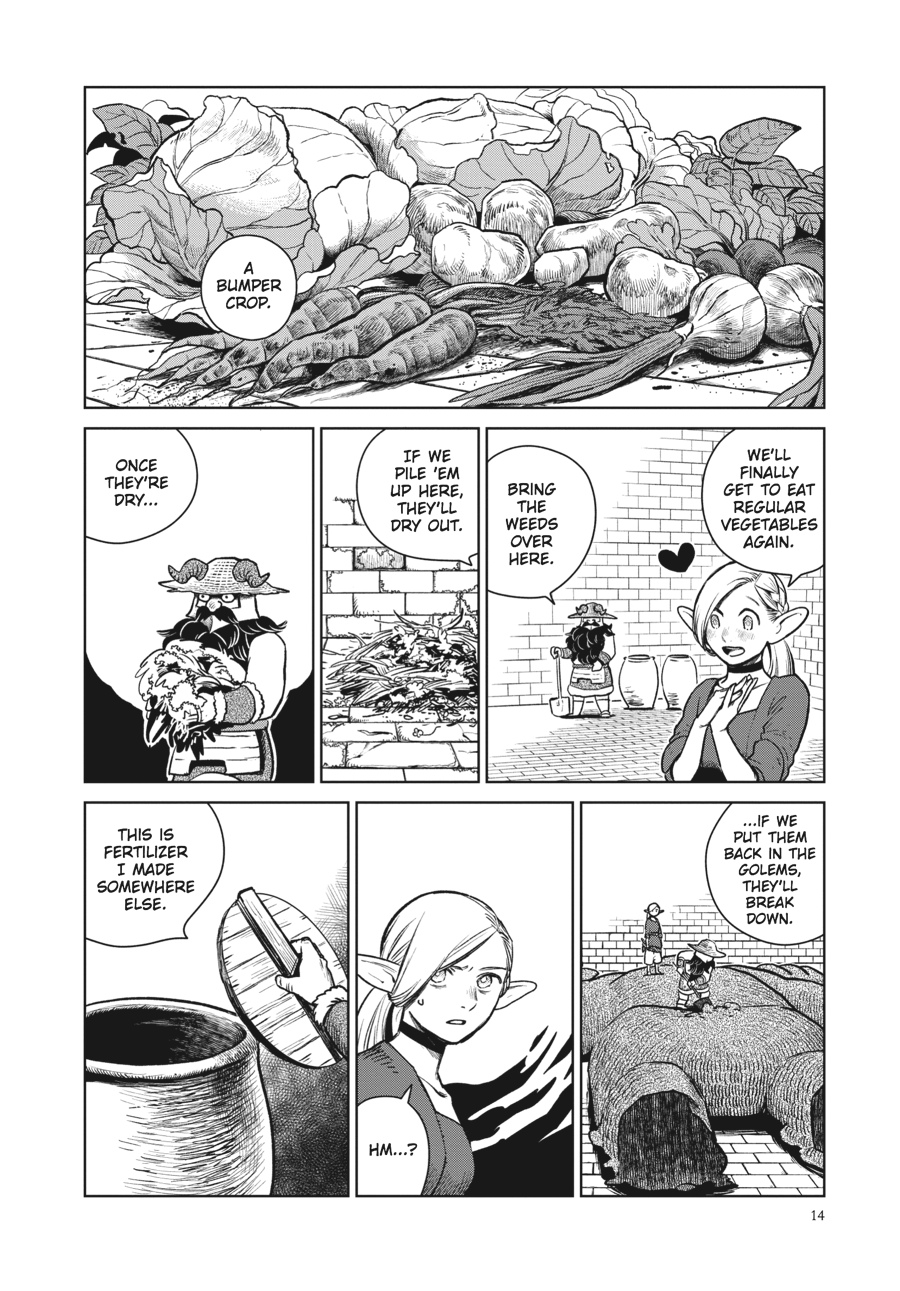 A
BUMPER
CROP.
WE'LL
FINALLY
GET TO EAT
REGULAR
VEGETABLES
AGAIN.
BRING
THE
WEEDS
OVER
HERE.
IF WE
PILE 'EM
UP HERE,
THEY'LL
DRY OUT.
ONCE
THEY'RE
DRY...
...IF WE
PUT THEM
BACK IN THE
GOLEMS,
THEY'LL
BREAK
DOWN.
HM...?
THIS IS
FERTILIZER
I MADE
SOMEWHERE
ELSE.
14